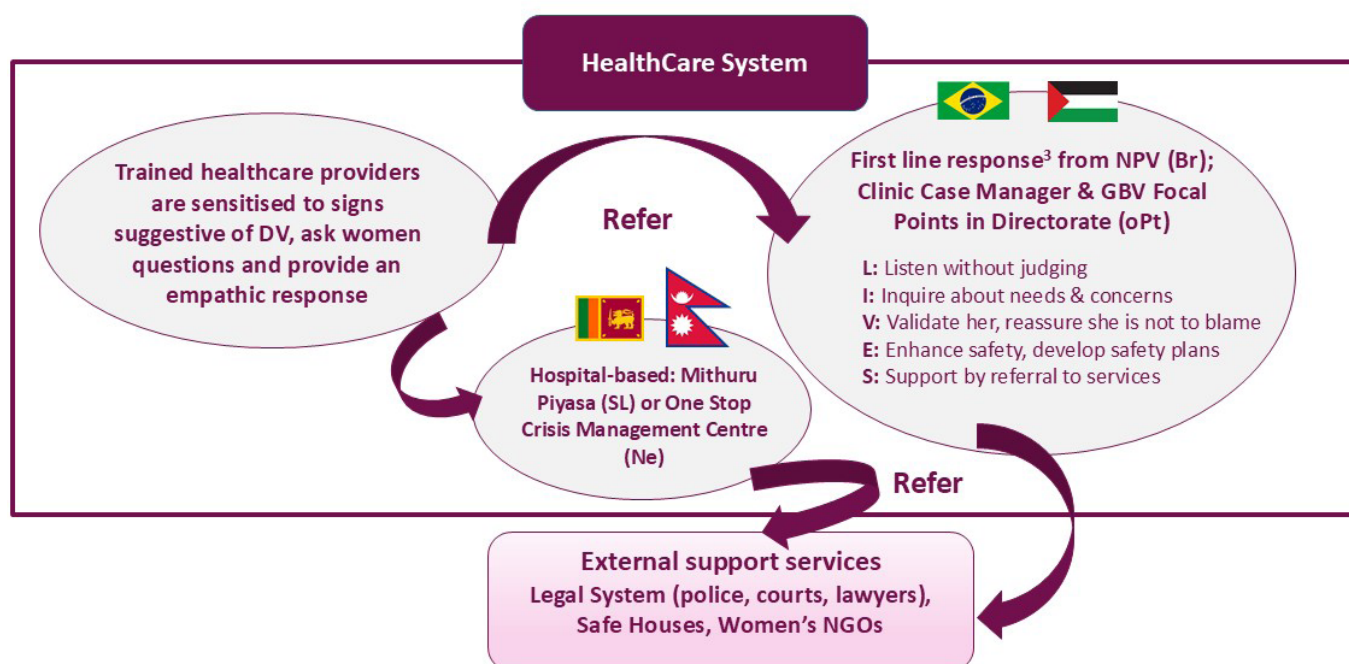 HealthCare System
Trained healthcare providers
are sensitised to signs
suggestive of DV, ask women
questions and provide an
empathic response
Refer
First line response³ from NPV (Br);
Clinic Case Manager & GBV Focal
Points in Directorate (oPt)
L: Listen without judging
I: Inquire about needs & concerns
V: Validate her, reassure she is not to blame
E: Enhance safety, develop safety plans
S: Support by referral to services
Hospital-based: Mithuru
Piyasa (SL) or One Stop
Crisis Management Centre
(Ne)
Refer
External support services
Legal System (police, courts, lawyers),
Safe Houses, Women’s NGOs